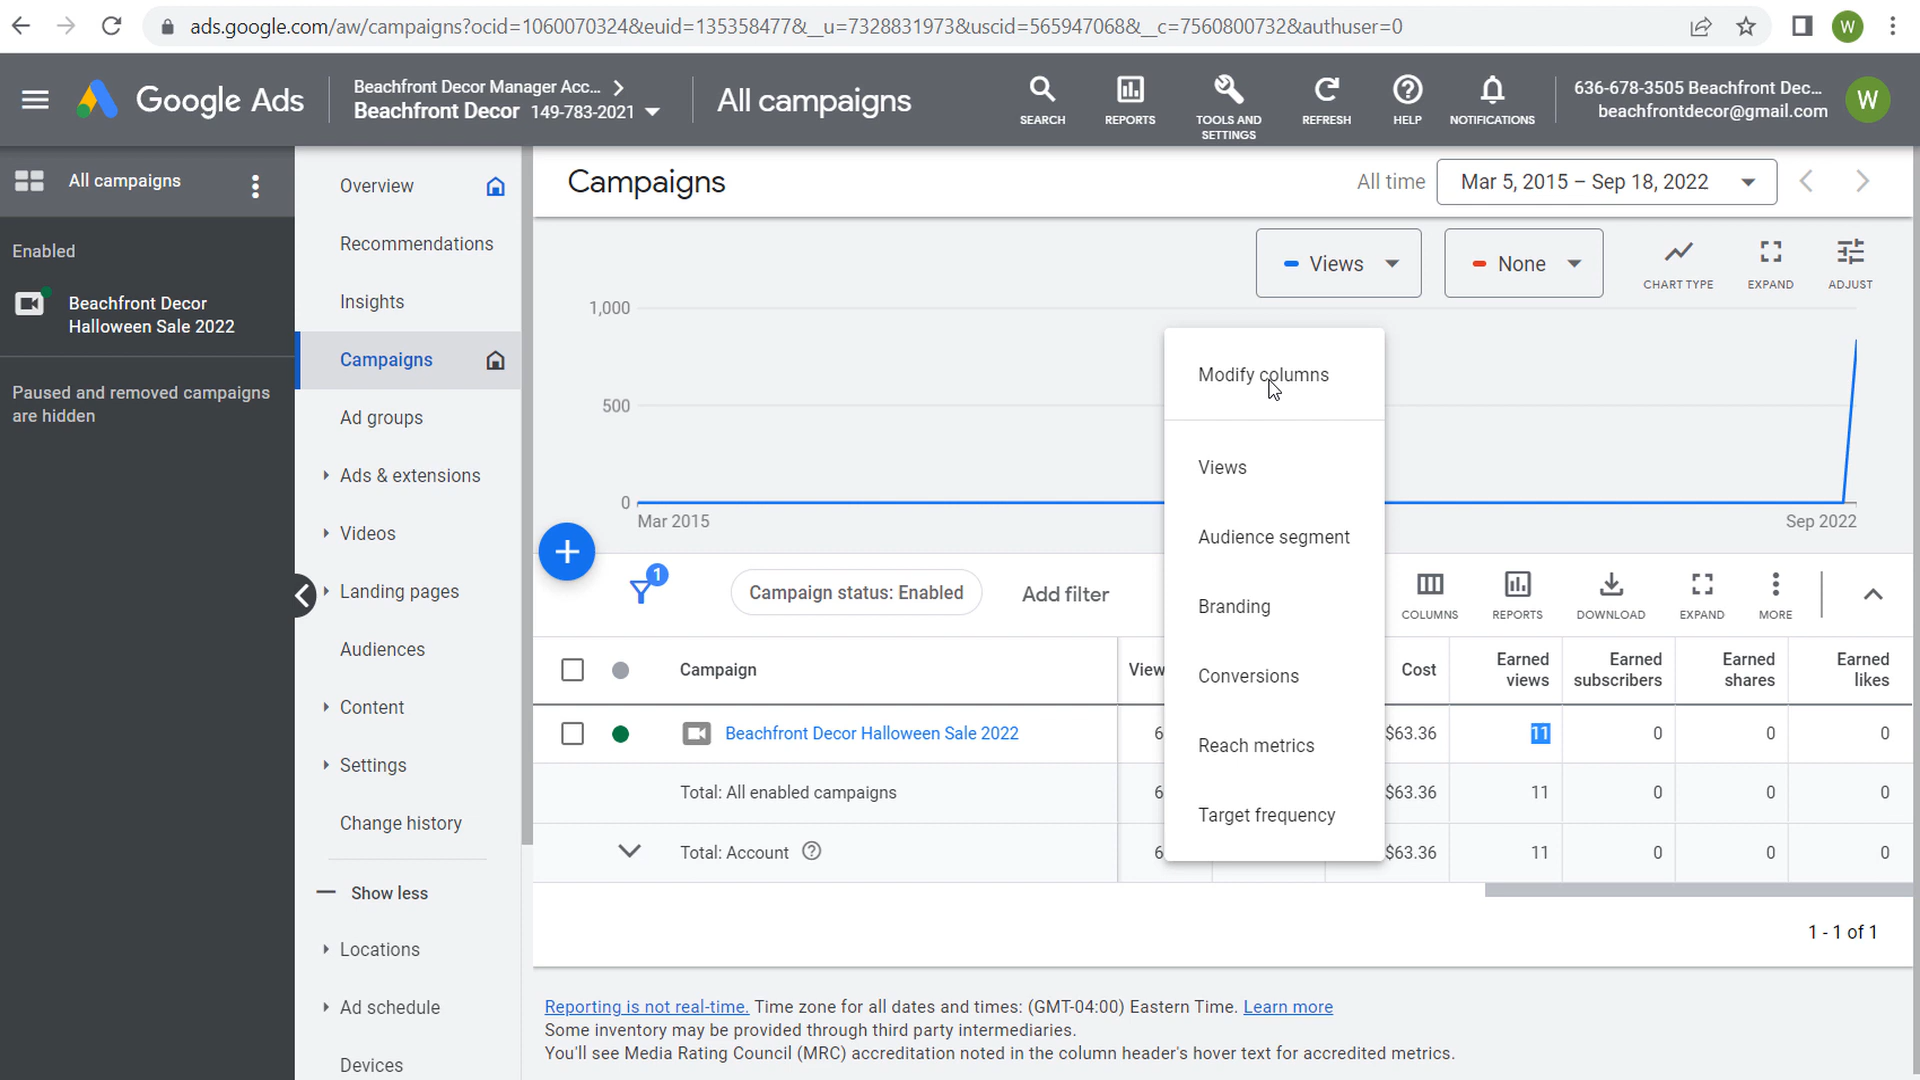 ads.google.com/aw/campaigns?ocid=1060070324&euid=135358477&__u=7328831973&uscid=565947068&__c=7560800732&authuser=0
W
Google Ads
Beachfront Decor Manager Acc...
Beachfront Decor 149-783-2021
All campaigns
SEARCH
REPORTS
TOOLS AND
SETTINGS
REFRESH
HELP
NOTIFICATIONS
636-678-3505 Beachfront Dec...
beachfrontdecor@gmail.com
W
All campaigns
Enabled
Beachfront Decor
Halloween Sale 2022
Paused and removed campaigns
are hidden
Overview
Recommendations
Insights
Campaigns
Ad groups
Ads & extensions
Videos
Landing pages
Audiences
Content
Settings
Change history
Show less
Locations
Ad schedule
Devices
Campaigns
All time
Mar 5, 2015 – Sep 18, 2022
Views
None
CHART TYPE
EXPAND
ADJUST
1,000
500
0
Mar 2015
Sep 2022
Modify columns
Views
Audience segment
Branding
Conversions
Reach metrics
Target frequency
1
Campaign status: Enabled
Add filter
COLUMNS
REPORTS
DOWNLOAD
EXPAND
MORE
Campaign
View
Cost
Earned
views
Earned
subscribers
Earned
shares
Earned
likes
Beachfront Decor Halloween Sale 2022 6 $63.36 11 0 0 0
Total: All enabled campaigns 6 $63.36 11 0 0 0
Total: Account 6 $63.36 11 0 0 0
1 - 1 of 1
Reporting is not real-time. Time zone for all dates and times: (GMT-04:00) Eastern Time. Learn more
Some inventory may be provided through third party intermediaries.
You'll see Media Rating Council (MRC) accreditation noted in the column header's hover text for accredited metrics.